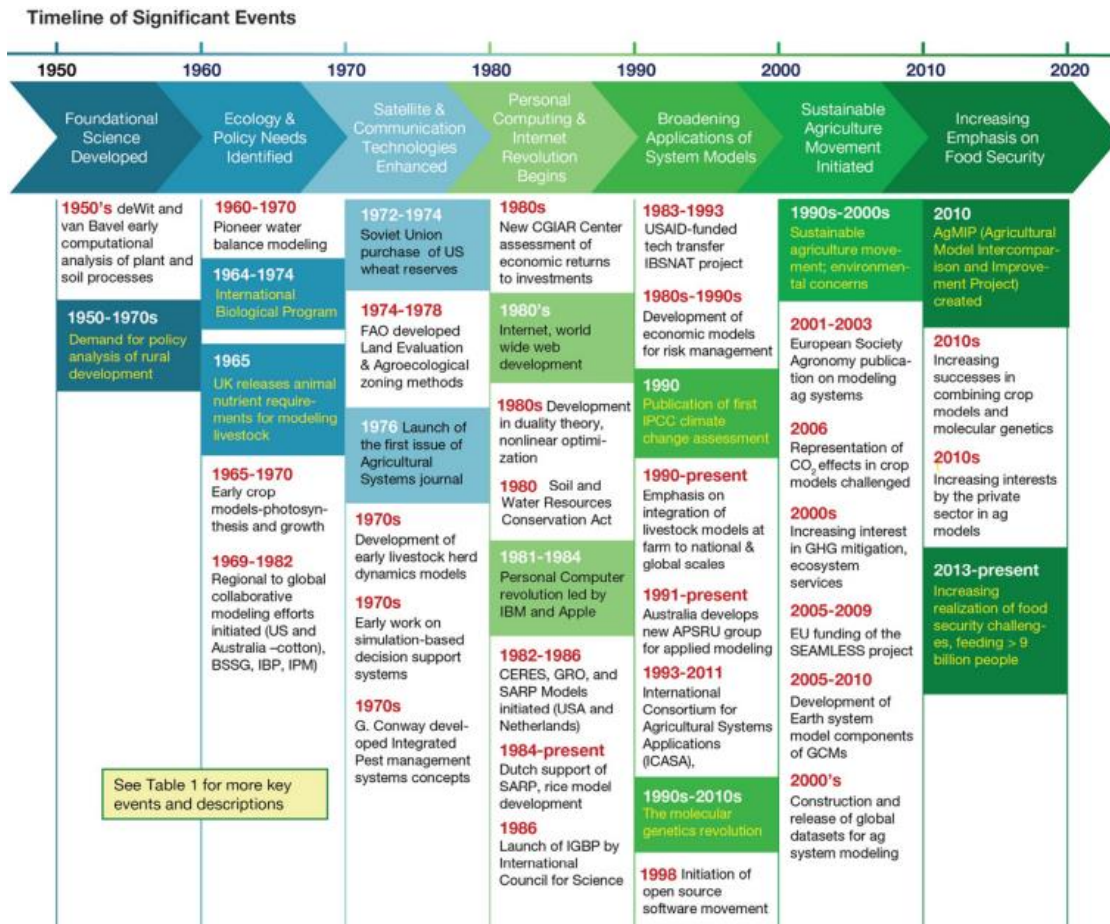 Timeline of Significant Events
1950
1960
1970
1980
1990
2000
2010
2020
Foundational
Science
Developed
Ecology &
Policy Needs
Identified
Satellite &
Communication
Technologies
Enhanced
Personal
Computing &
Internet
Revolution
Begins
Broadening
Applications of
System Models
Sustainable
Agriculture
Movement
Initiated
Increasing
Emphasis on
Food Security
1950's deWit and
van Bavel early
computational
analysis of plant and
soil processes
1950-1970s
Demand for policy
analysis of rural
development
1960-1970
Pioneer water
balance modeling
1964-1974
International
Biological Program
1965
UK releases animal
nutrient require-
ments for modeling
livestock
1965-1970
Early crop
models-photosyn-
thesis and growth
1969-1982
Regional to global
collaborative
modeling efforts
initiated (US and
Australia –cotton),
BSSG, IBP, IPM)
1972-1974
Soviet Union
purchase of US
wheat reserves
1974-1978
FAO developed
Land Evaluation
& Agroecological
zoning methods
1976 Launch of
the first issue of
Agricultural
Systems journal
1970s
Development of
early livestock herd
dynamics models
1970s
Early work on
simulation-based
decision support
systems
1970s
G. Conway devel-
oped Integrated
Pest management
systems concepts
1980s
New CGIAR Center
assessment of
economic returns
to investments
1980's
Internet, world
wide web
development
1980s Development
in duality theory,
nonlinear optimi-
zation
1980 Soil and
Water Resources
Conservation Act
1981-1984
Personal Computer
revolution led by
IBM and Apple
1982-1986
CERES, GRO, and
SARP Models
initiated (USA and
Netherlands)
1984-present
Dutch support of
SARP, rice model
development
1986
Launch of IGBP by
International
Council for Science
1983-1993
USAID-funded
tech transfer
IBSNAT project
1980s-1990s
Development of
economic models
for risk management
1990
Publication of first
IPCC climate
change assessment
1990-present
Emphasis on
integration of
livestock models at
farm to national &
global scales
1991-present
Australia develops
new APSRU group
for applied modeling
1993-2011
International
Consortium for
Agricultural Systems
Applications
(ICASA),
1990s-2010s
The molecular
genetics revolution
1998 Initiation of
open source
software movement
1990s-2000s
Sustainable
agriculture move-
ment; environmen-
tal concerns
2001-2003
European Society
Agronomy publica-
tion on modeling
ag systems
2006
Representation of
CO2 effects in crop
models challenged
2000s
Increasing interest
in GHG mitigation,
ecosystem
services
2005-2009
EU funding of the
SEAMLESS project
2005-2010
Development of
Earth system
model components
of GCMs
2000's
Construction and
release of global
datasets for ag
system modeling
2010
AgMIP (Agricultural
Model Intercompar-
ison and Improve-
ment Project)
created
2010s
Increasing
successes in
combining crop
models and
molecular genetics
2010s
Increasing interests
by the private
sector in ag
models
2013-present
Increasing
realization of food
security challeng-
es, feeding > 9
billion people
See Table 1 for more key
events and descriptions